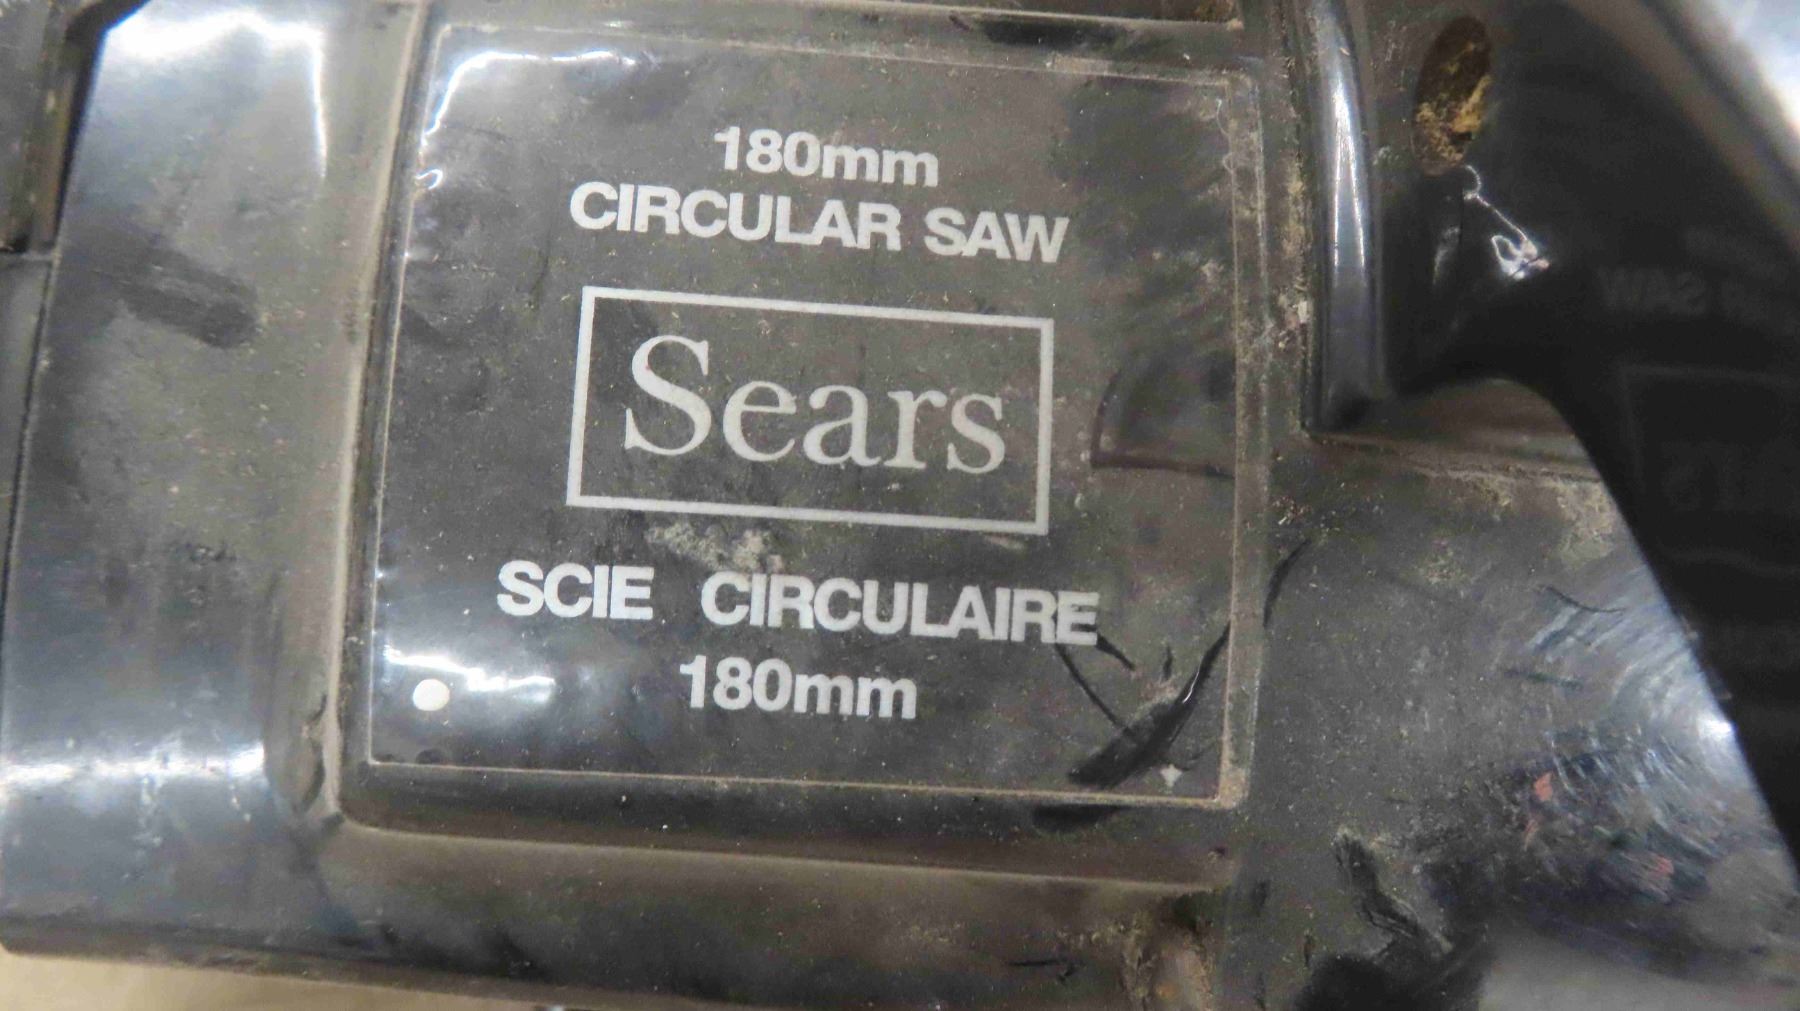 180mm
CIRCULAR SAW
Sears
SCIE CIRCULAIRE
180mm